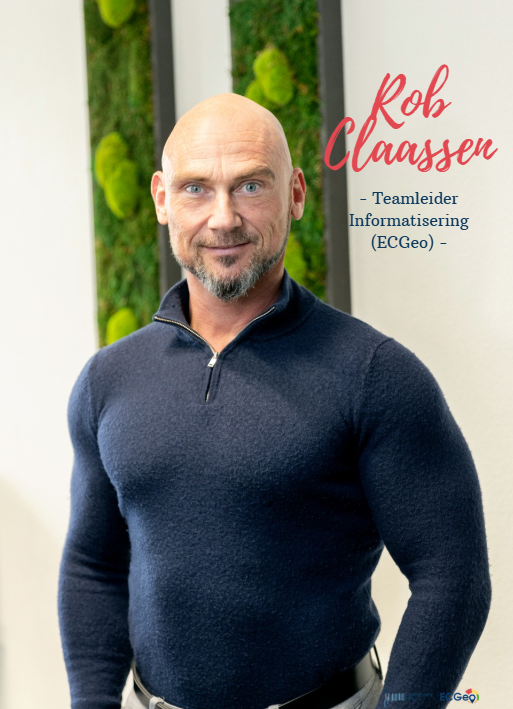 Rob
Claassen
- Teamleider
Informatisering
(ECGeo) -
ECGeo